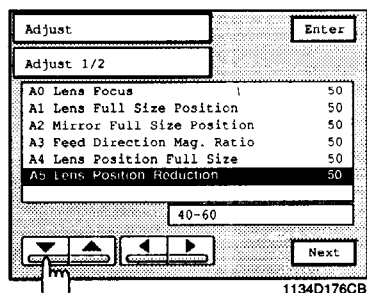 Adjust
Enter
Adjust 1/2
A0 Lens Focus 50
A1 Lens Full Size Position 50
A2 Mirror Full Size Position 50
A3 Feed Direction Mag. Ratio 50
A4 Lens Position Full Size 50
A5 Lens Position Reduction 50
40-60
Next
1134D176CB